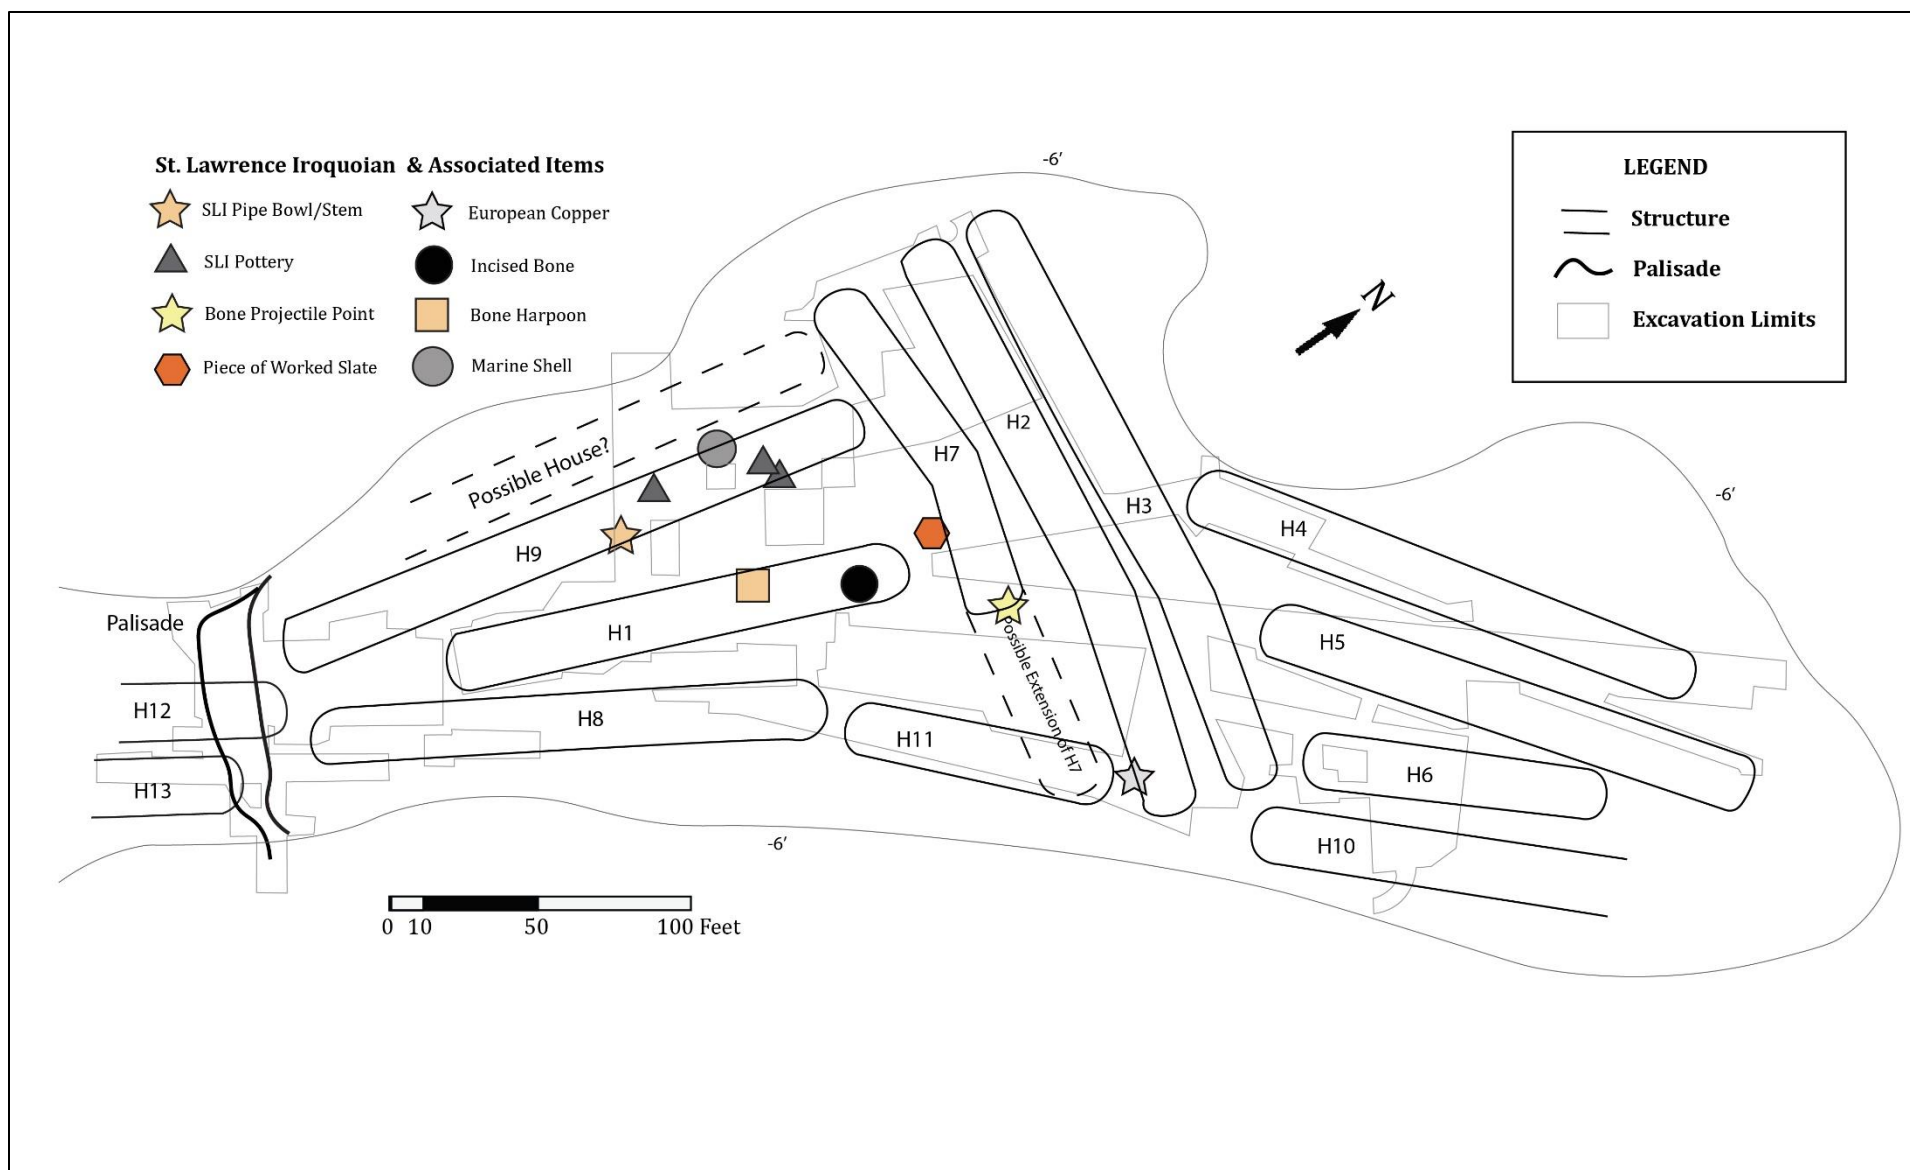 St. Lawrence Iroquoian & Associated Items
SLI Pipe Bowl/Stem
European Copper
SLI Pottery
Incised Bone
Bone Projectile Point
Bone Harpoon
Piece of Worked Slate
Marine Shell
LEGEND
Structure
Palisade
Excavation Limits
N
-6'
-6'
-6'
Possible House?
H9
H7
H2
H3
H4
H5
H1
Palisade
H12
H13
H8
H11
Possible Extension of H7
H6
H10
0 10 50 100 Feet